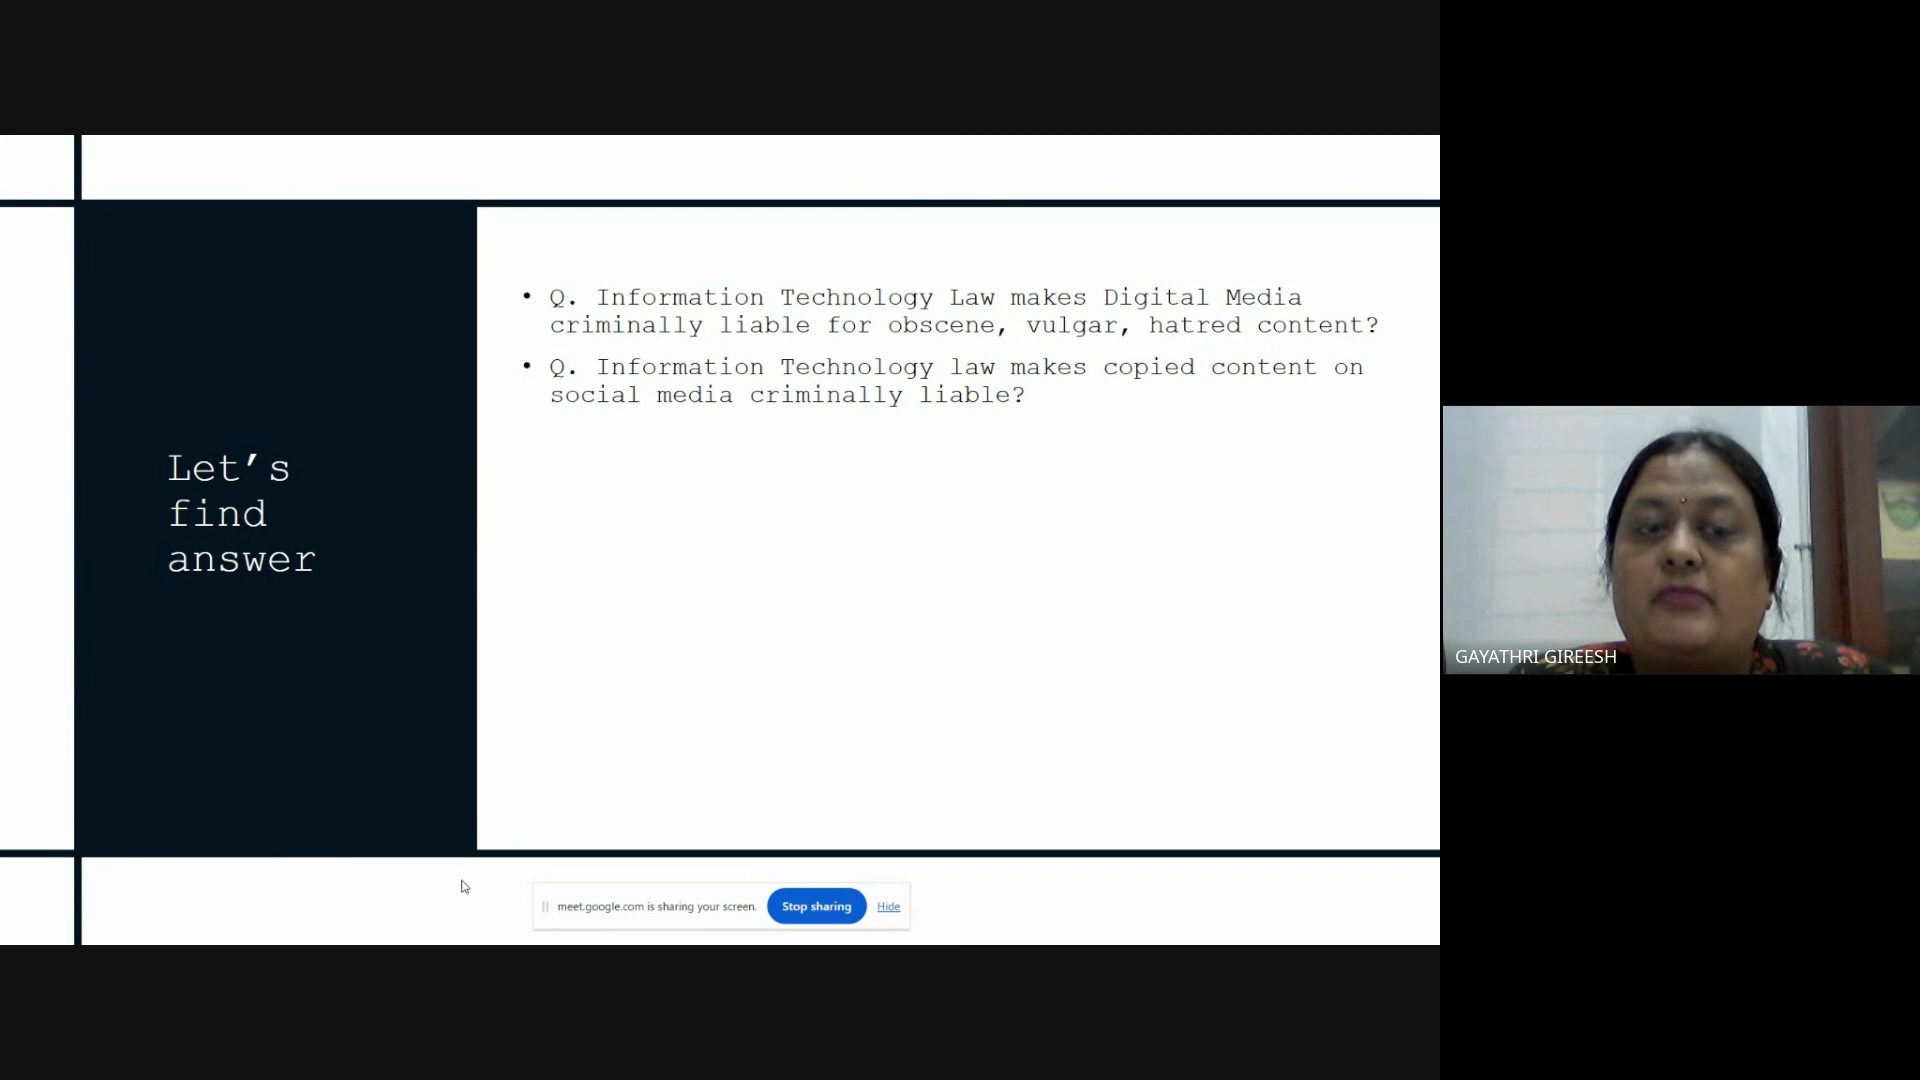 Let’s
find
answer
• Q. Information Technology Law makes Digital Media
criminally liable for obscene, vulgar, hatred content?
• Q. Information Technology law makes copied content on
social media criminally liable?
GAYATHRI GIREESH
meet.google.com is sharing your screen. Stop sharing Hide